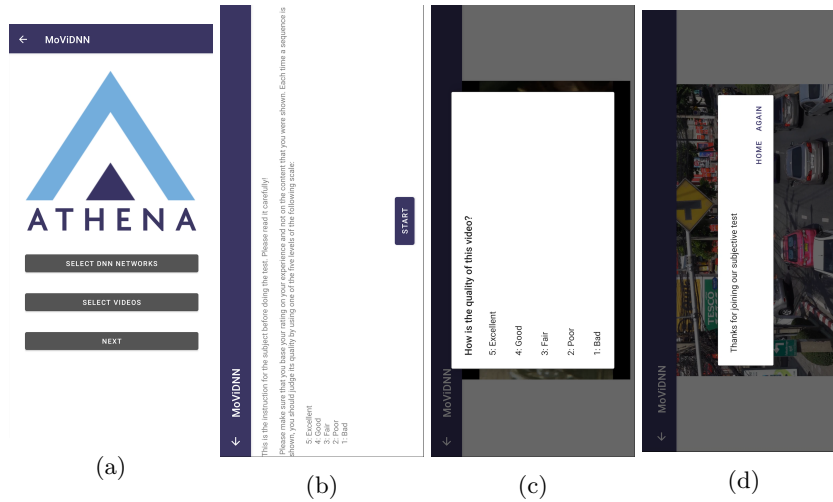 MoViDNN
ATHENA
SELECT DNN NETWORKS
SELECT VIDEOS
NEXT
(a)
MoViDNN
This is the instruction for the subject before doing the test. Please read it carefully!
Please make sure that you base your rating on your experience and not on the content that you were shown. Each time a sequence is
shown, you should judge its quality by using one of the five levels of the following scale:
5: Excellent
4: Good
3: Fair
2: Poor
1: Bad
START
(b)
MoViDNN
How is the quality of this video?
5: Excellent
4: Good
3: Fair
2: Poor
1: Bad
(c)
MoViDNN
TESCO
Thanks for joining our subjective test
HOME AGAIN
(d)